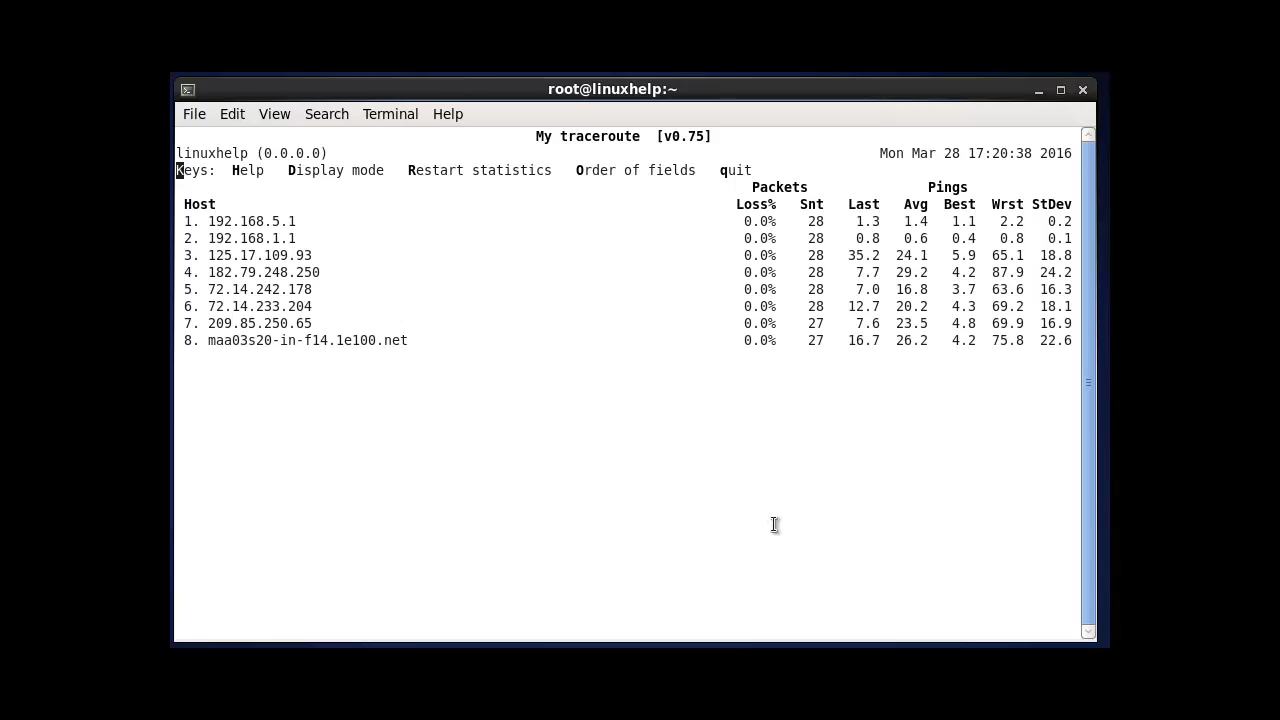 root@linuxhelp:~
File Edit View Search Terminal Help
My traceroute [v0.75]
linuxhelp (0.0.0.0) Mon Mar 28 17:20:38 2016
Keys: Help Display mode Restart statistics Order of fields quit
Packets Pings
Host Loss% Snt Last Avg Best Wrst StDev
1. 192.168.5.1 0.0% 28 1.3 1.4 1.1 2.2 0.2
2. 192.168.1.1 0.0% 28 0.8 0.6 0.4 0.8 0.1
3. 125.17.109.93 0.0% 28 35.2 24.1 5.9 65.1 18.8
4. 182.79.248.250 0.0% 28 7.7 29.2 4.2 87.9 24.2
5. 72.14.242.178 0.0% 28 7.0 16.8 3.7 63.6 16.3
6. 72.14.233.204 0.0% 28 12.7 20.2 4.3 69.2 18.1
7. 209.85.250.65 0.0% 27 7.6 23.5 4.8 69.9 16.9
8. maa03s20-in-f14.1e100.net 0.0% 27 16.7 26.2 4.2 75.8 22.6